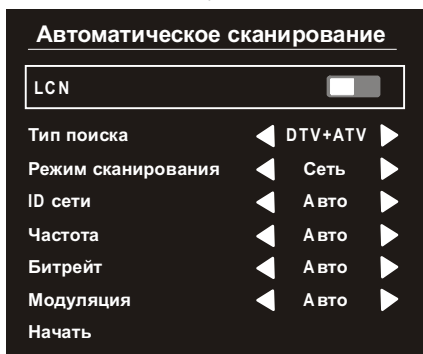 Автоматическое сканирование
LCN
Тип поиска DTV+ATV
Режим сканирования Сеть
ID сети Авто
Частота Авто
Битрейт Авто
Модуляция Авто
Начать